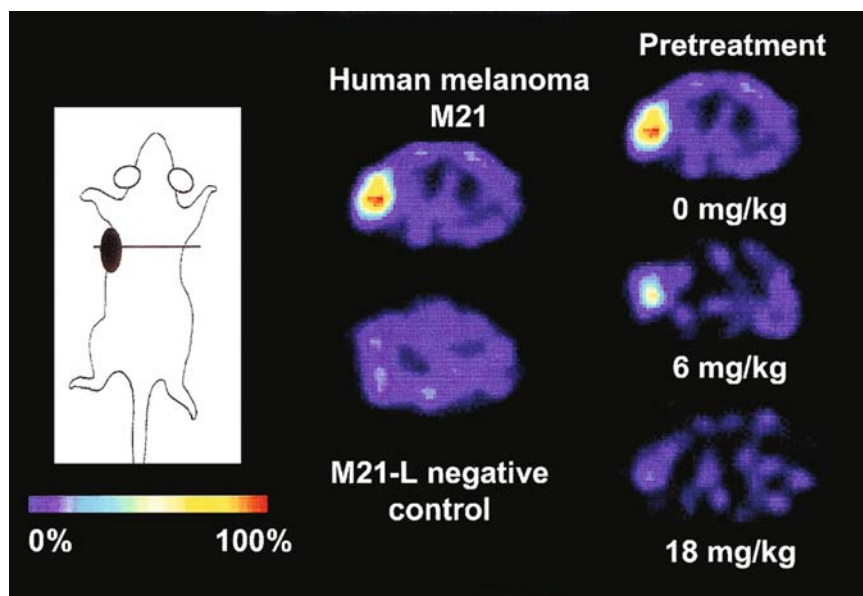 Human melanoma
M21
M21-L negative
control
0%
100%
Pretreatment
0 mg/kg
6 mg/kg
18 mg/kg